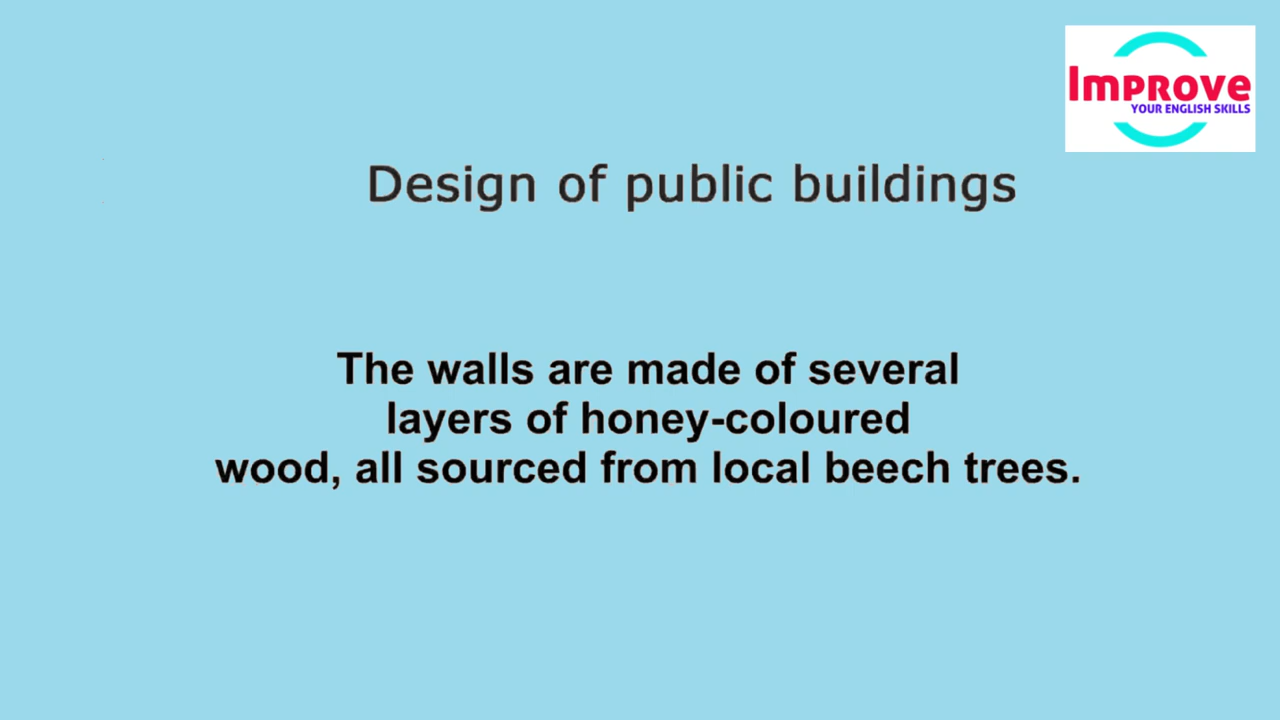 Improve
YOUR ENGLISH SKILLS
Design of public buildings
The walls are made of several
layers of honey-coloured
wood, all sourced from local beech trees.